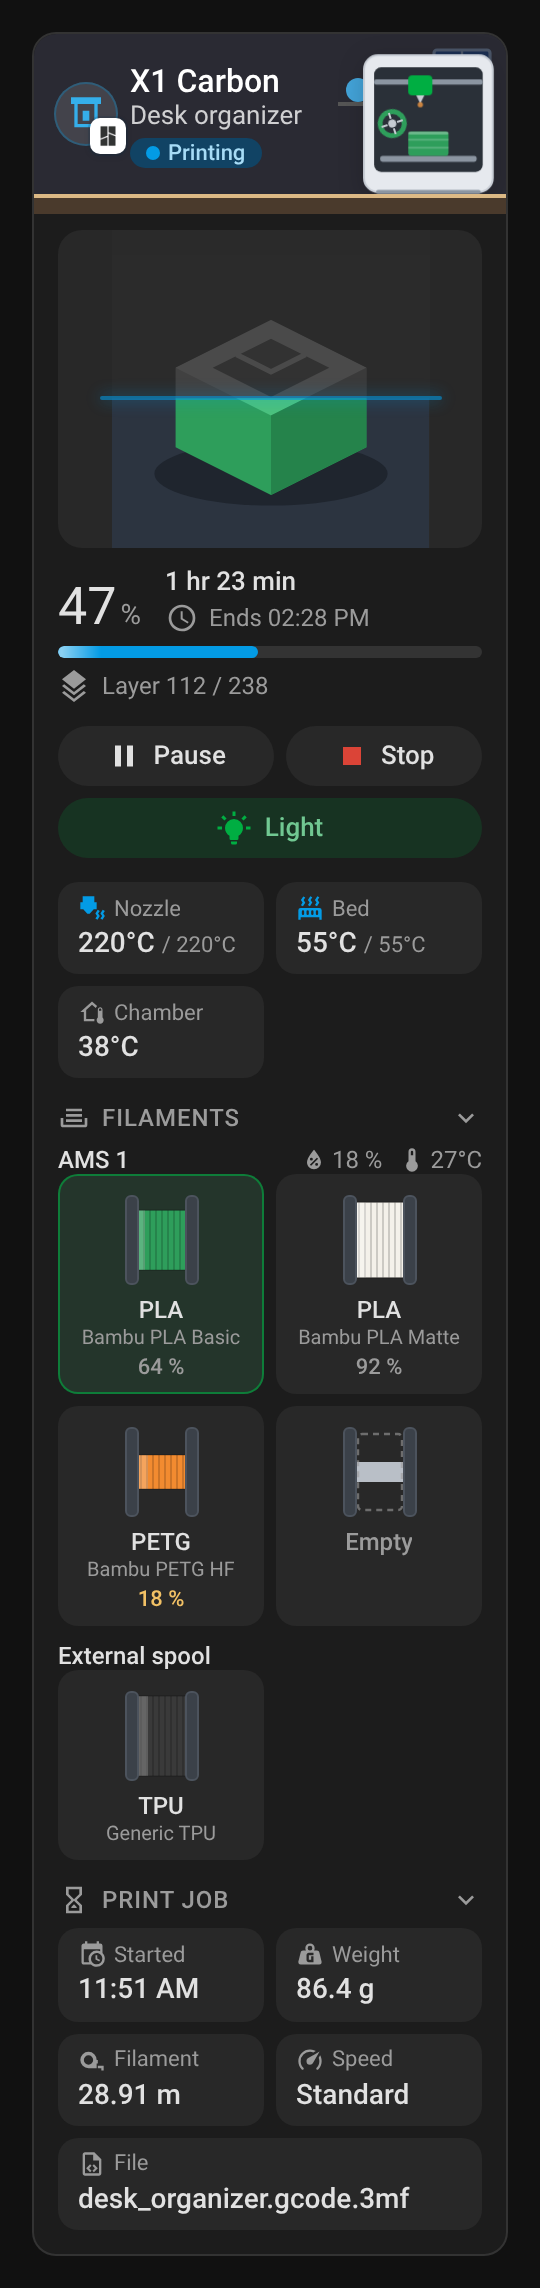 X1 Carbon
Desk organizer
Printing
47 %
1 hr 23 min
Ends 02:28 PM
Layer 112 / 238
Pause
Stop
Light
Nozzle
220°C / 220°C
Bed
55°C / 55°C
Chamber
38°C
FILAMENTS
AMS 1
18 %
27°C
PLA
Bambu PLA Basic
64 %
PLA
Bambu PLA Matte
92 %
PETG
Bambu PETG HF
18 %
Empty
External spool
TPU
Generic TPU
PRINT JOB
Started
11:51 AM
Weight
86.4 g
Filament
28.91 m
Speed
Standard
File
desk_organizer.gcode.3mf